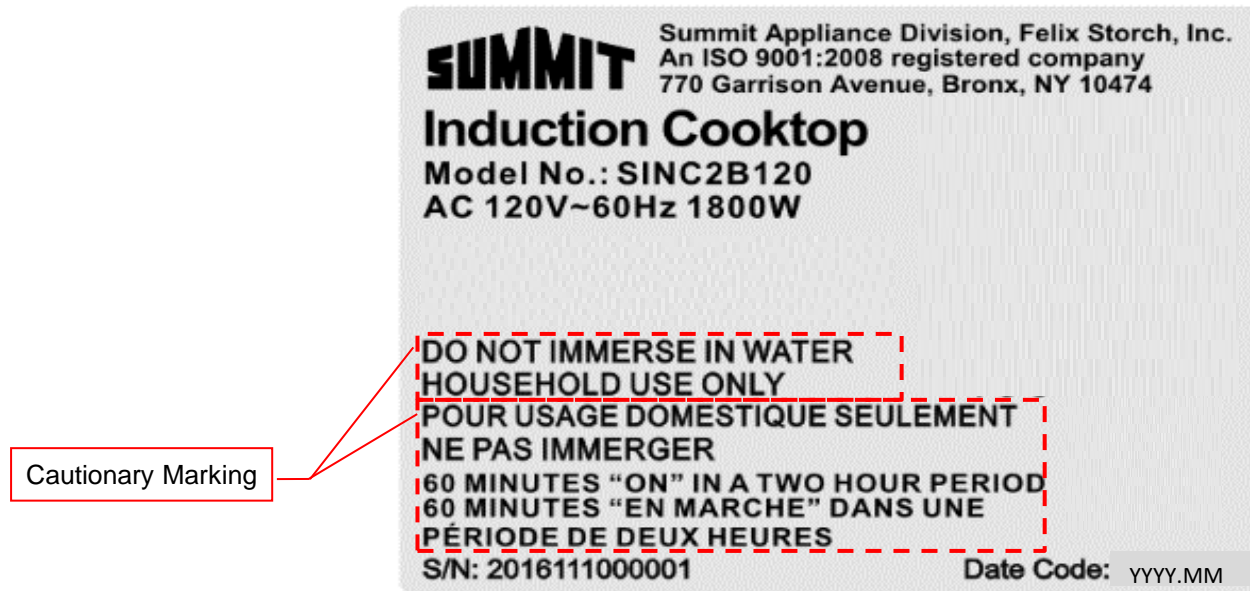 SUMMIT
Summit Appliance Division, Felix Storch, Inc.
An ISO 9001:2008 registered company
770 Garrison Avenue, Bronx, NY 10474
Induction Cooktop
Model No.: SINC2B120
AC 120V~60Hz 1800W
DO NOT IMMERSE IN WATER
HOUSEHOLD USE ONLY
POUR USAGE DOMESTIQUE SEULEMENT
NE PAS IMMERGER
60 MINUTES “ON” IN A TWO HOUR PERIOD
60 MINUTES “EN MARCHE” DANS UNE
PÉRIODE DE DEUX HEURES
S/N: 2016111000001
Date Code: YYYY.MM
Cautionary Marking